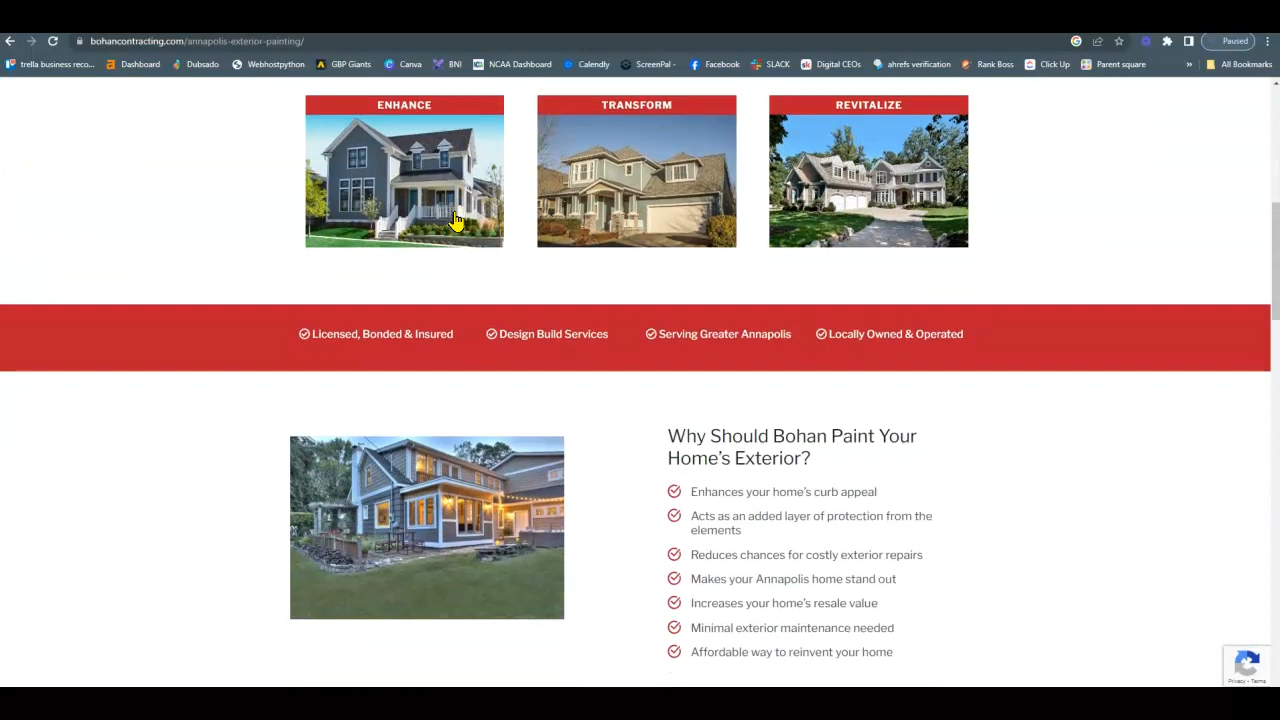 bohancontracting.com/annapolis-exterior-painting/
Paused
trella business reco...
Dashboard
Dubsado
Webhostpython
GBP Giants
Canva
BNI
NCAA Dashboard
Calendly
ScreenPal -
Facebook
SLACK
Digital CEOs
ahrefs verification
Rank Boss
Click Up
Parent square
»
All Bookmarks
ENHANCE
TRANSFORM
REVITALIZE
Licensed, Bonded & Insured
Design Build Services
Serving Greater Annapolis
Locally Owned & Operated
Why Should Bohan Paint Your
Home's Exterior?
Enhances your home's curb appeal
Acts as an added layer of protection from the
elements
Reduces chances for costly exterior repairs
Makes your Annapolis home stand out
Increases your home's resale value
Minimal exterior maintenance needed
Affordable way to reinvent your home
Privacy - Terms